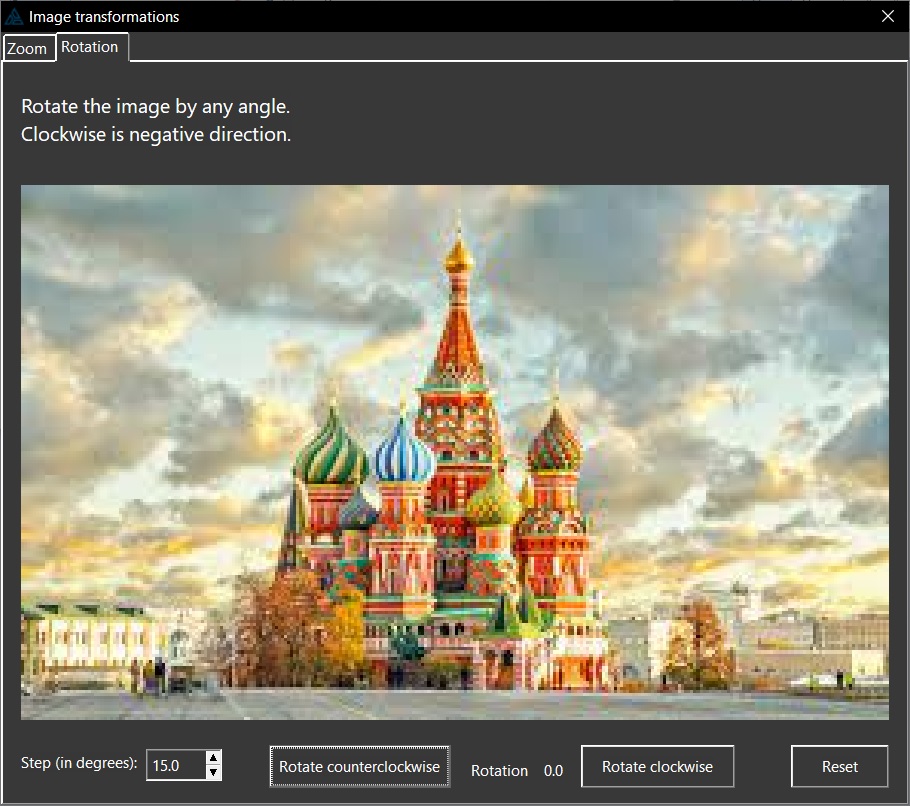 Image transformations
Zoom
Rotation
Rotate the image by any angle.
Clockwise is negative direction.
Step (in degrees):
15.0
Rotate counterclockwise
Rotation
0.0
Rotate clockwise
Reset